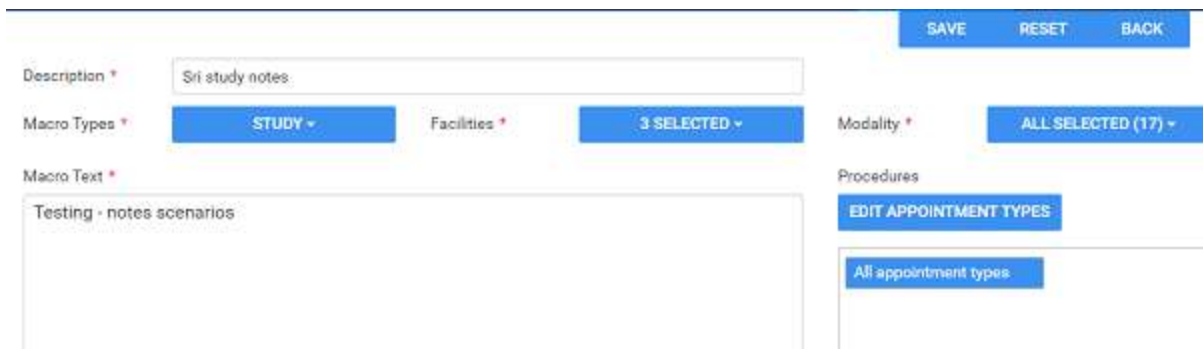 SAVE RESET BACK
Description * Sri study notes
Macro Types * STUDY Facilities * 3 SELECTED Modality * ALL SELECTED (17)
Macro Text * Procedures
Testing - notes scenarios EDIT APPOINTMENT TYPES
All appointment types